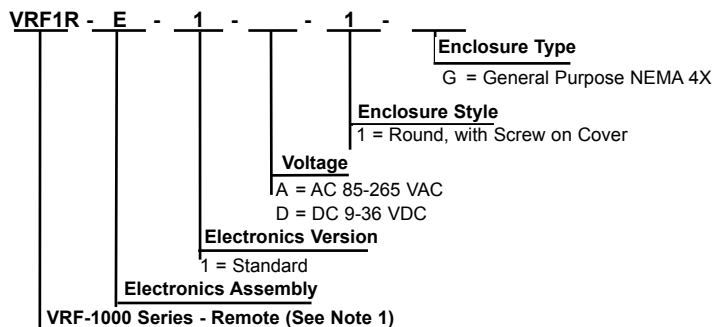 VRF1R - E - 1 - - 1 -
Enclosure Type
G = General Purpose NEMA 4X
Enclosure Style
1 = Round, with Screw on Cover
Voltage
A = AC 85-265 VAC
D = DC 9-36 VDC
Electronics Version
1 = Standard
Electronics Assembly
VRF-1000 Series - Remote (See Note 1)